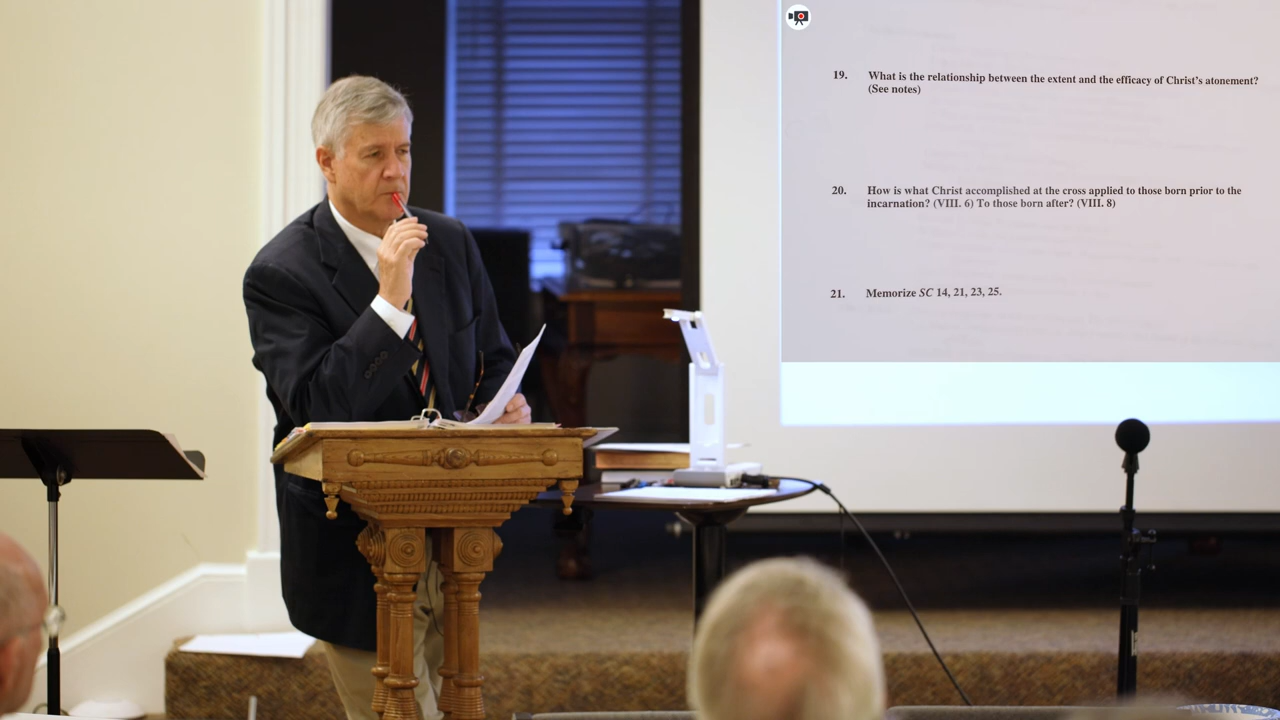 19. What is the relationship between the extent and the efficacy of Christ's atonement?
(See notes)
20. How is what Christ accomplished at the cross applied to those born prior to the
incarnation? (VIII. 6) To those born after? (VIII. 8)
21. Memorize SC 14, 21, 23, 25.